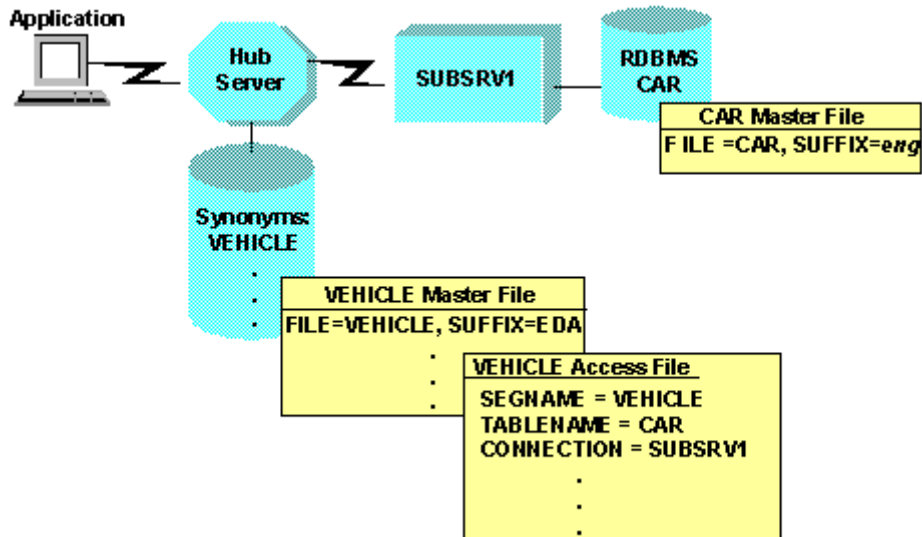 Application
Hub
Server
SUBSRV1
RDBMS
CAR
CAR Master File
FILE =CAR, SUFFIX=eng
Synonyms:
VEHICLE
.
.
.
VEHICLE Master File
FILE=VEHICLE, SUFFIX=EDA
.
.
.
VEHICLE Access File
SEGNAME = VEHICLE
TABLENAME = CAR
CONNECTION = SUBSRV1
.
.
.